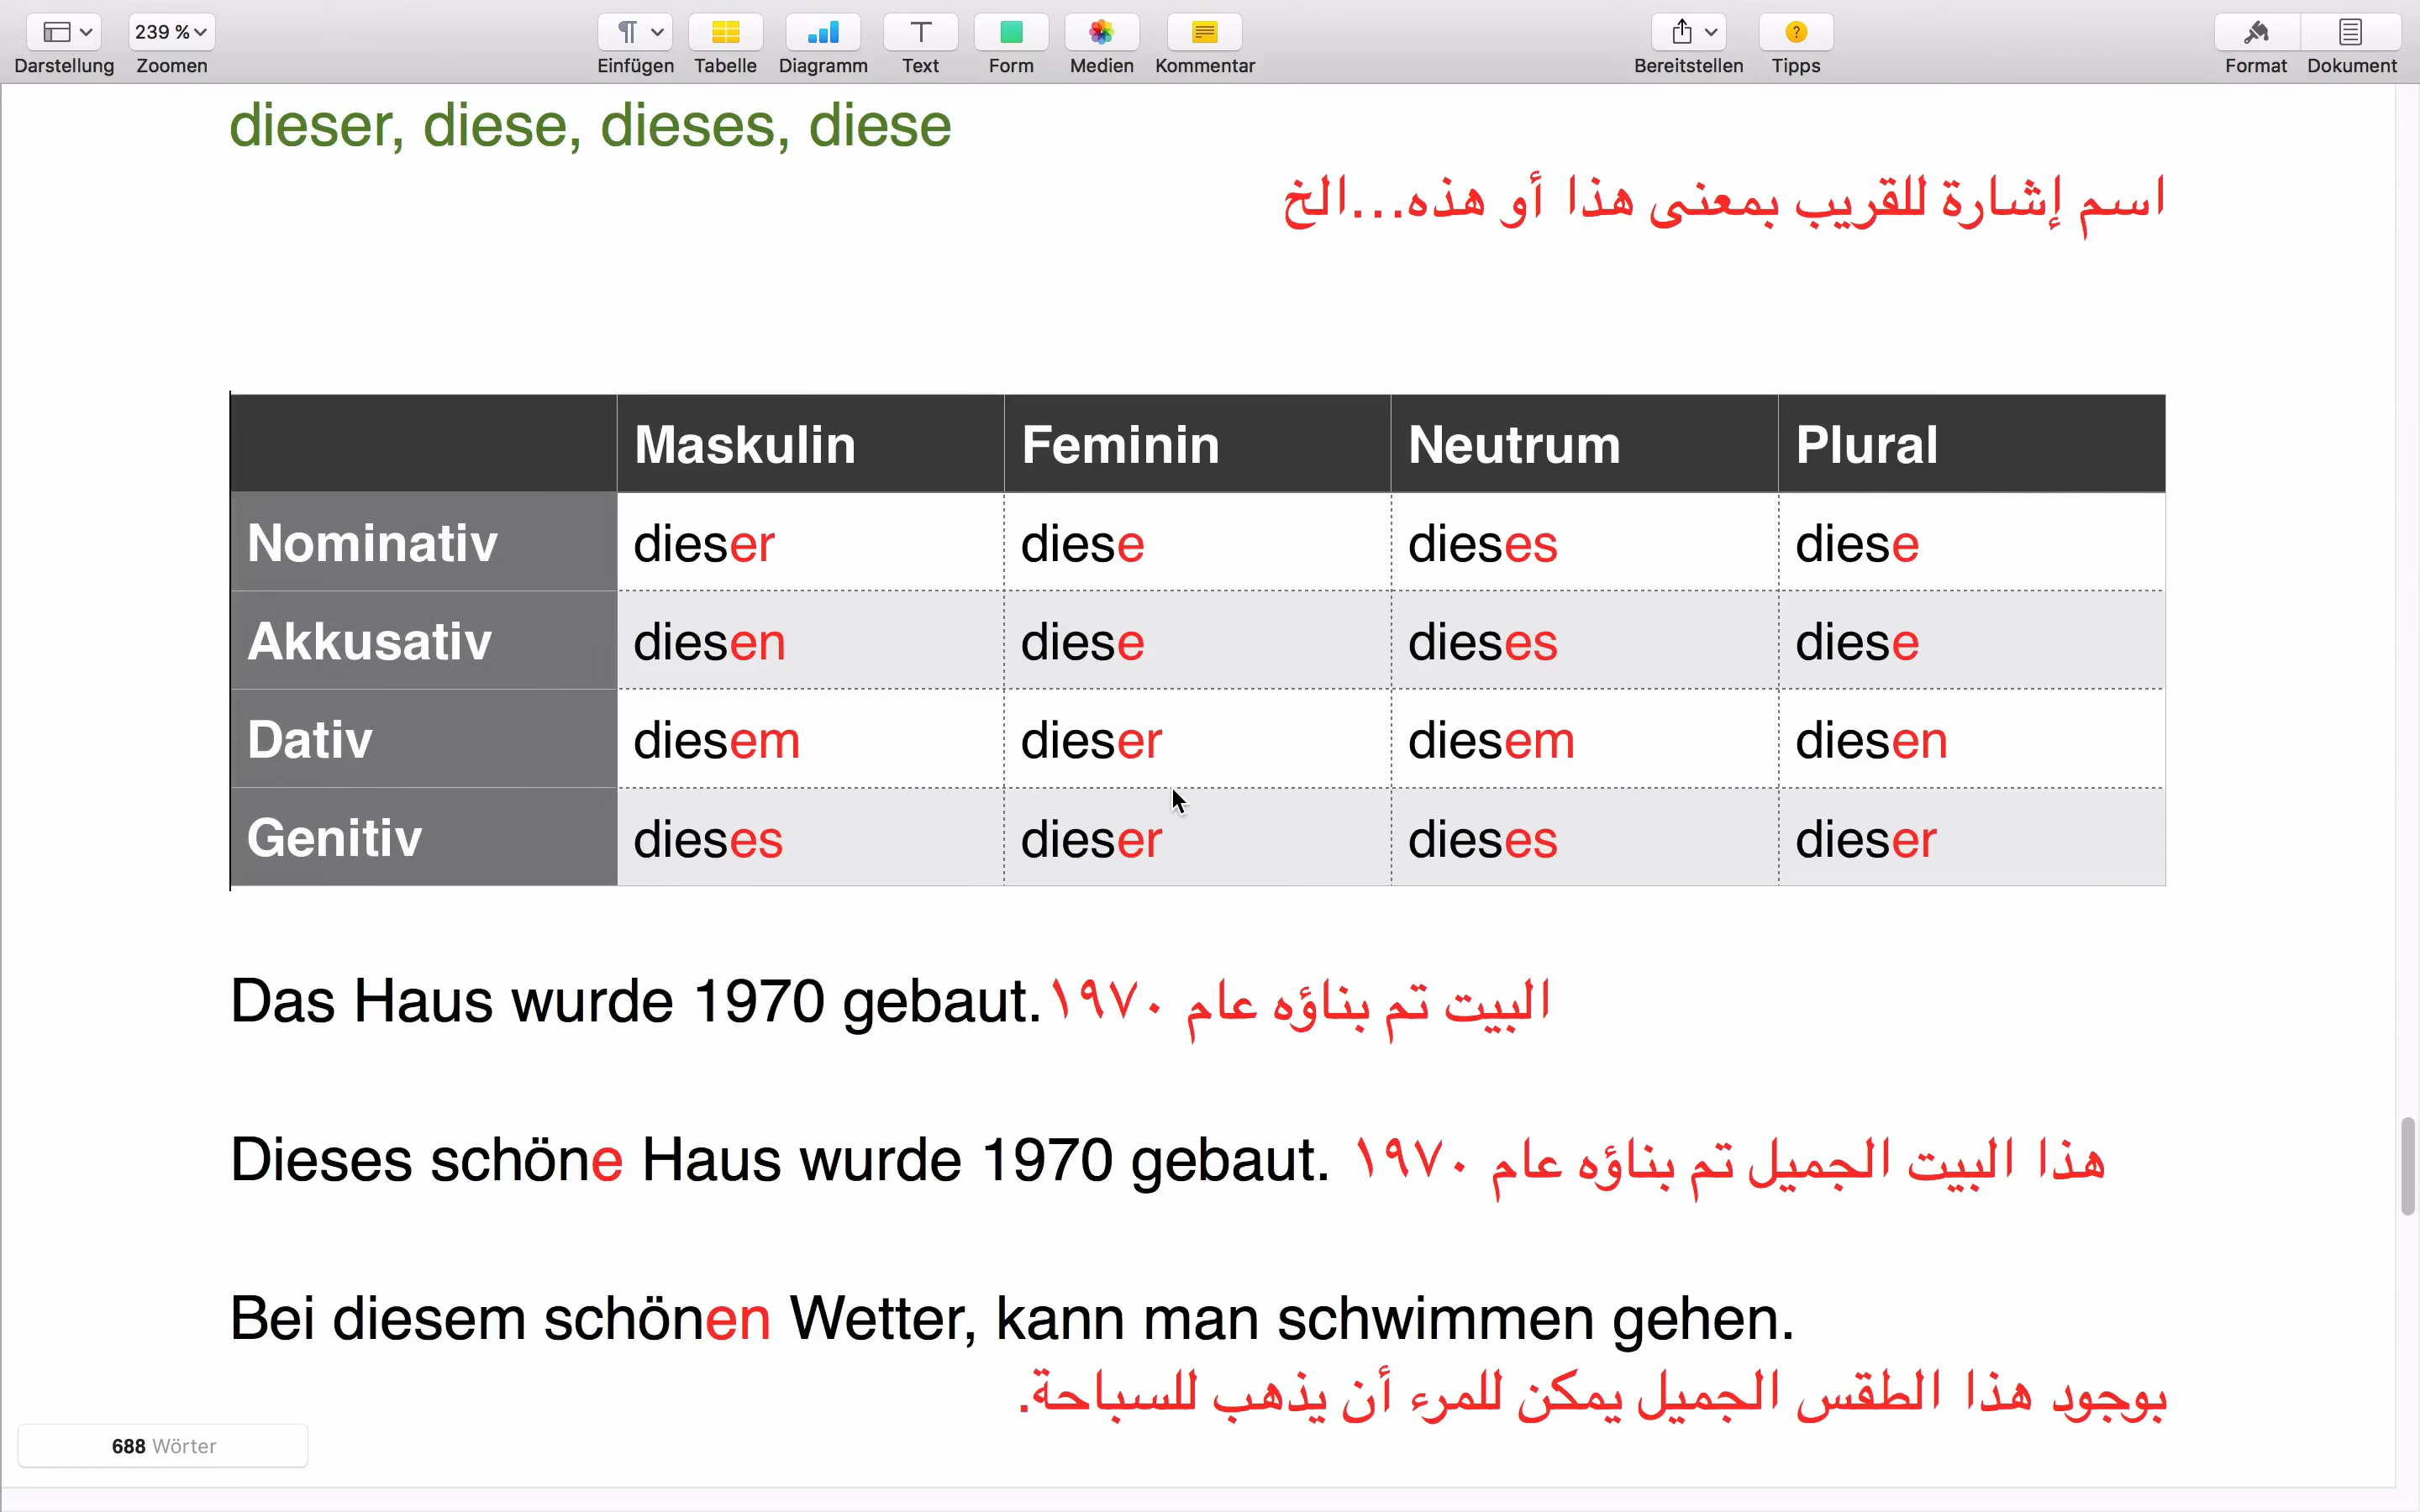 239 %
Darstellung Zoomen Einfügen Tabelle Diagramm Text Form Medien Kommentar Bereitstellen Tipps Format Dokument
dieser, diese, dieses, diese
اسم إشارة للقريب بمعنى هذا أو هذه...الخ
Maskulin Feminin Neutrum Plural
Nominativ dieser diese dieses diese
Akkusativ diesen diese dieses diese
Dativ diesem dieser diesem diesen
Genitiv dieses dieser dieses dieser
Das Haus wurde 1970 gebaut. البيت تم بناؤه عام ١٩٧٠
Dieses schöne Haus wurde 1970 gebaut. هذا البيت الجميل تم بناؤه عام ١٩٧٠
Bei diesem schönen Wetter, kann man schwimmen gehen.
بوجود هذا الطقس الجميل يمكن للمرء أن يذهب للسباحة.
688 Wörter